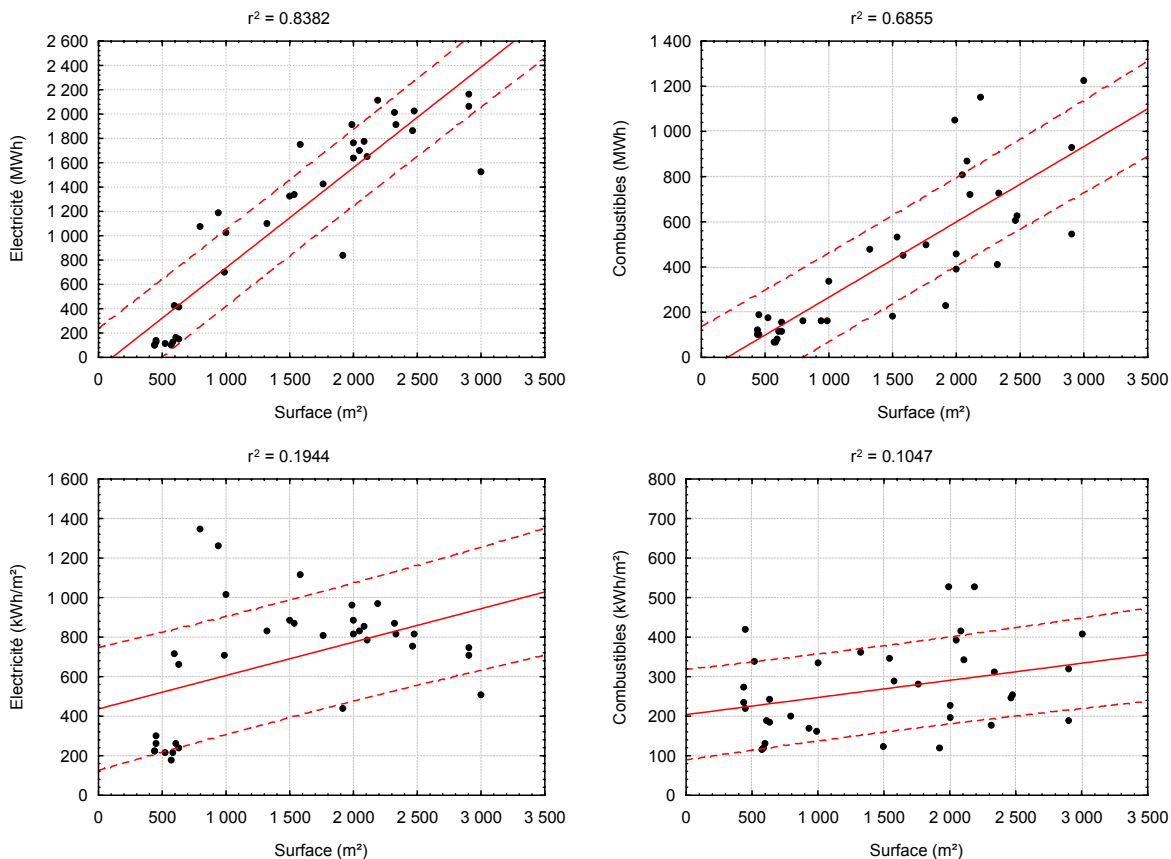 r² = 0.8382
r² = 0.6855
Electricité (MWh)
2 600
2 400
2 200
2 000
1 800
1 600
1 400
1 200
1 000
800
600
400
200
0
0 500 1 000 1 500 2 000 2 500 3 000 3 500
Surface (m²)
Combustibles (MWh)
1 400
1 200
1 000
800
600
400
200
0
0 500 1 000 1 500 2 000 2 500 3 000 3 500
Surface (m²)
r² = 0.1944
r² = 0.1047
Electricité (kWh/m²)
1 600
1 400
1 200
1 000
800
600
400
200
0
0 500 1 000 1 500 2 000 2 500 3 000 3 500
Surface (m²)
Combustibles (kWh/m²)
800
700
600
500
400
300
200
100
0
0 500 1 000 1 500 2 000 2 500 3 000 3 500
Surface (m²)